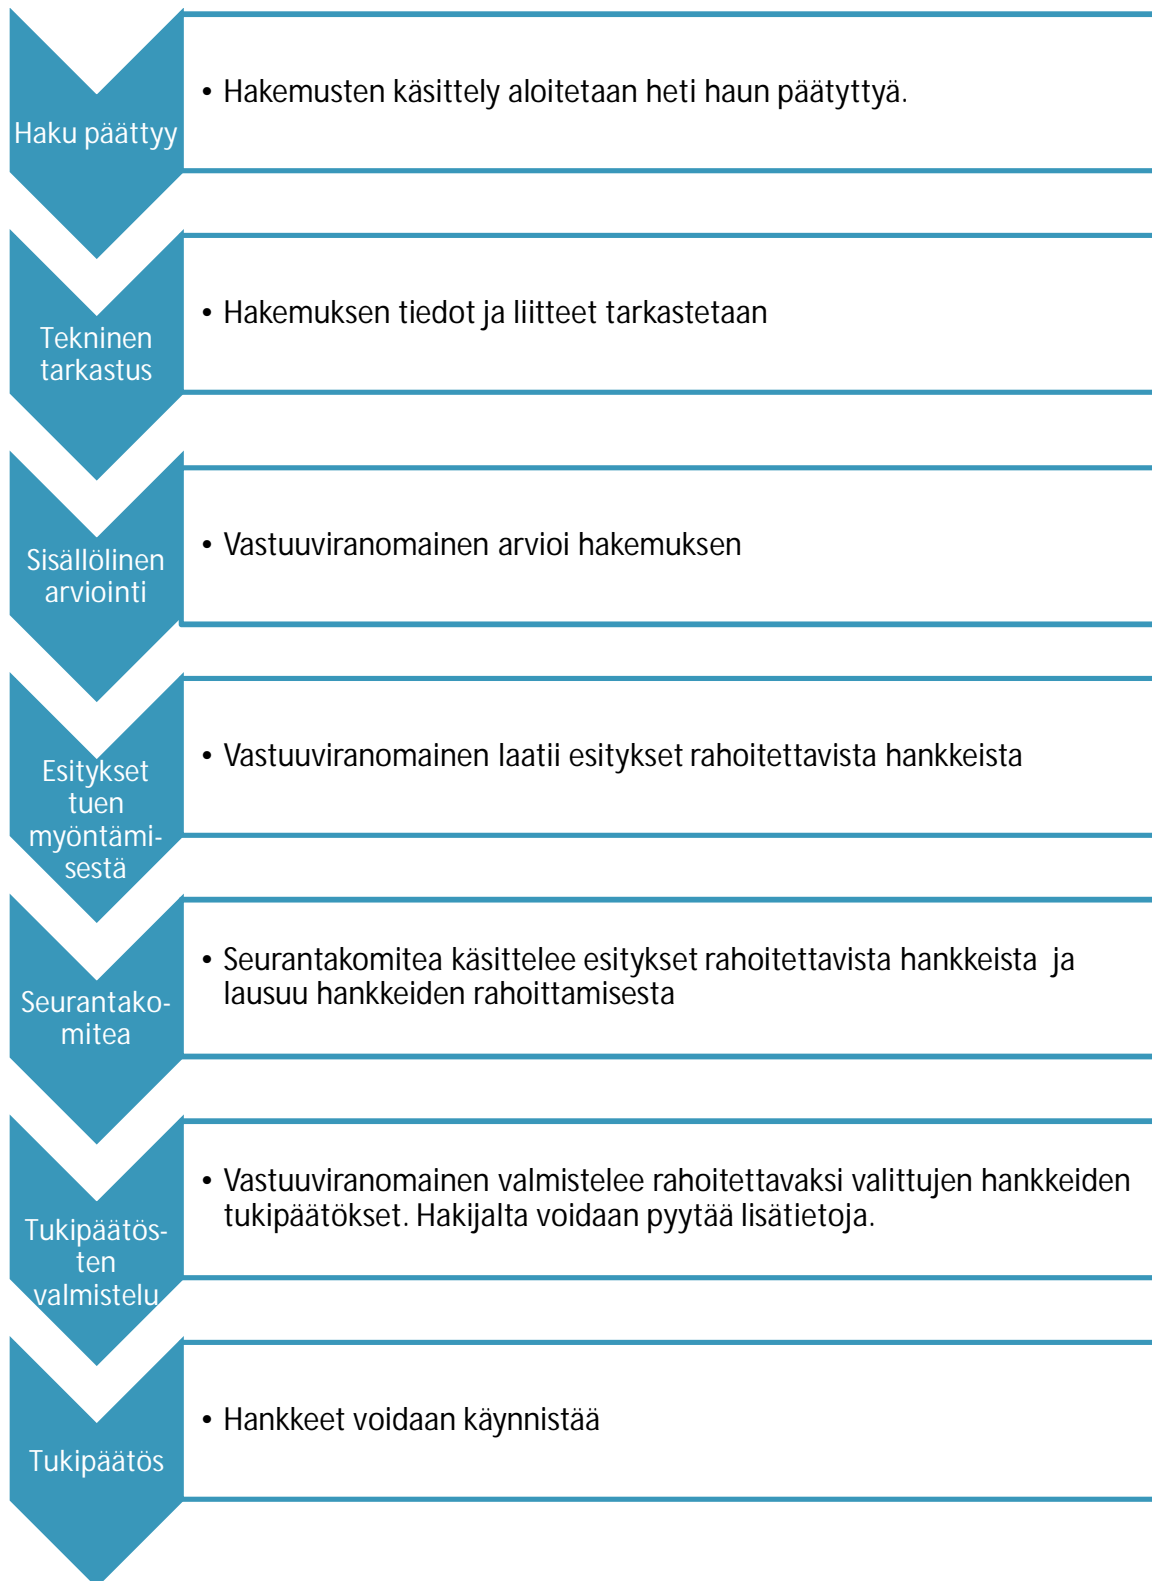 Haku päättyy
• Hakemusten käsittely aloitetaan heti haun päätyttyä.
Tekninen
tarkastus
• Hakemuksen tiedot ja liitteet tarkastetaan
Sisällölinen
arviointi
• Vastuuviranomainen arvioi hakemuksen
Esitykset
tuen
myöntämi-
sestä
• Vastuuviranomainen laatii esitykset rahoitettavista hankkeista
Seurantako-
mitea
• Seurantakomitea käsittelee esitykset rahoitettavista hankkeista ja
lausuu hankkeiden rahoittamisesta
Tukipäätös-
ten
valmistelu
• Vastuuviranomainen valmistelee rahoitettavaksi valittujen hankkeiden
tukipäätökset. Hakijalta voidaan pyytää lisätietoja.
Tukipäätös
• Hankkeet voidaan käynnistää